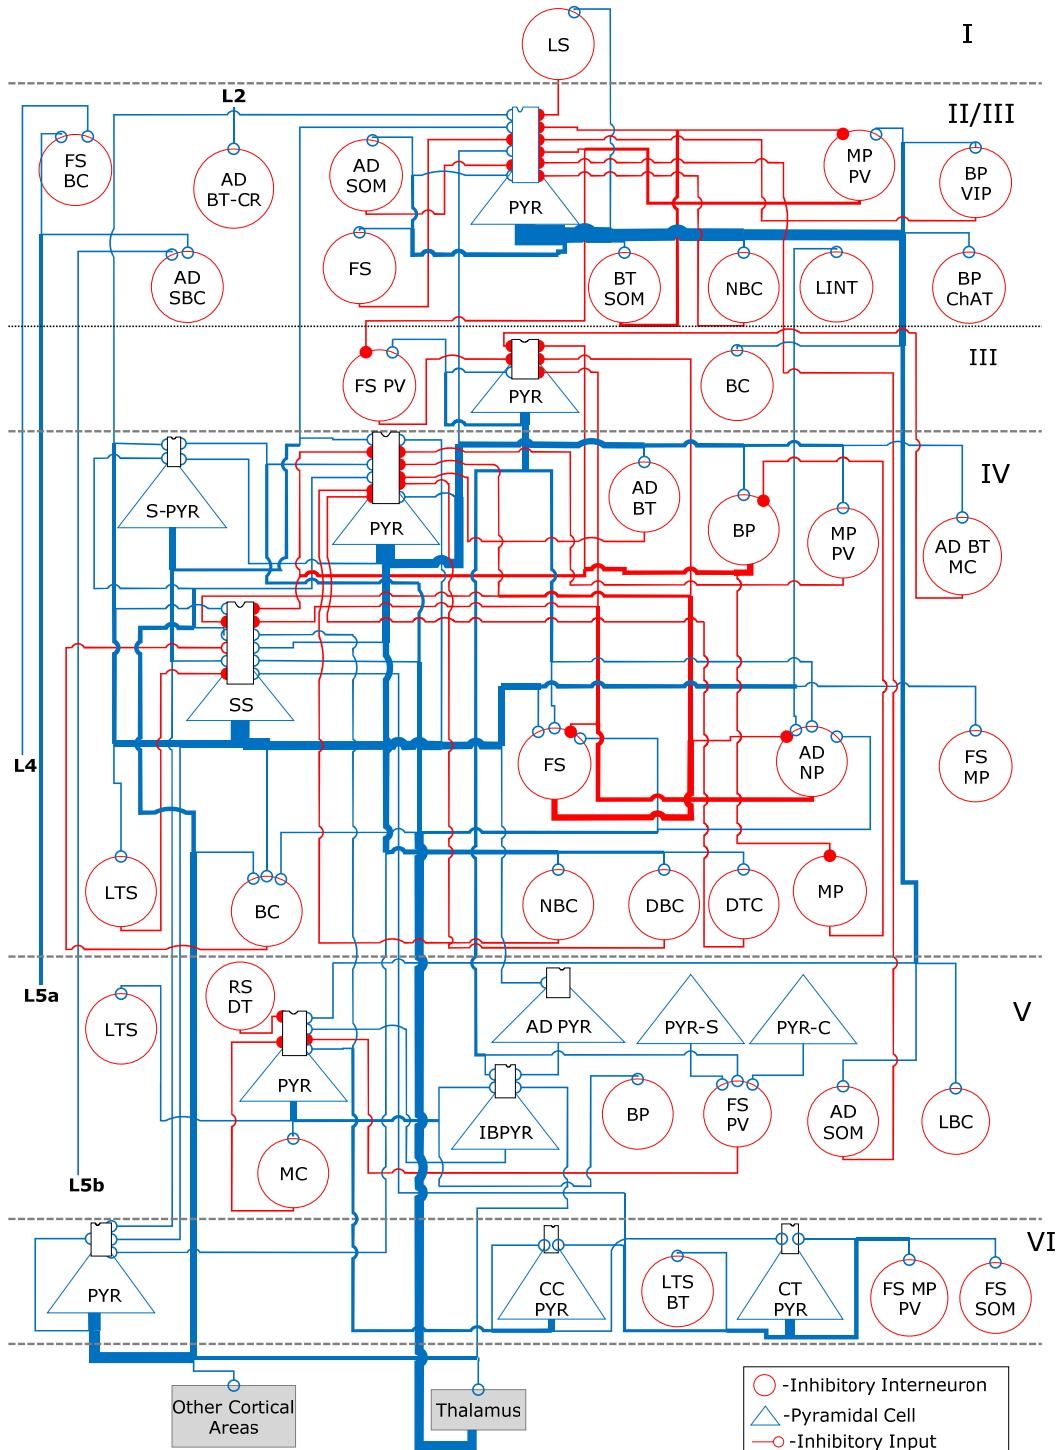 I
LS
L2
II/III
FS
BC
AD
BT-CR
AD
SOM
PYR
MP
PV
BP
VIP
AD
SBC
FS
BT
SOM
NBC
LINT
BP
ChAT
III
FS PV
PYR
BC
IV
S-PYR
PYR
AD
BT
BP
MP
PV
AD BT
MC
SS
L4
FS
AD
NP
FS
MP
LTS
BC
NBC
DBC
DTC
MP
L5a
RS
DT
V
LTS
AD PYR
PYR-S
PYR-C
PYR
IBPYR
BP
FS
PV
AD
SOM
LBC
MC
L5b
VI
PYR
CC
PYR
LTS
BT
CT
PYR
FS MP
PV
FS
SOM
Other Cortical
Areas
Thalamus
-Inhibitory Interneuron
-Pyramidal Cell
-Inhibitory Input